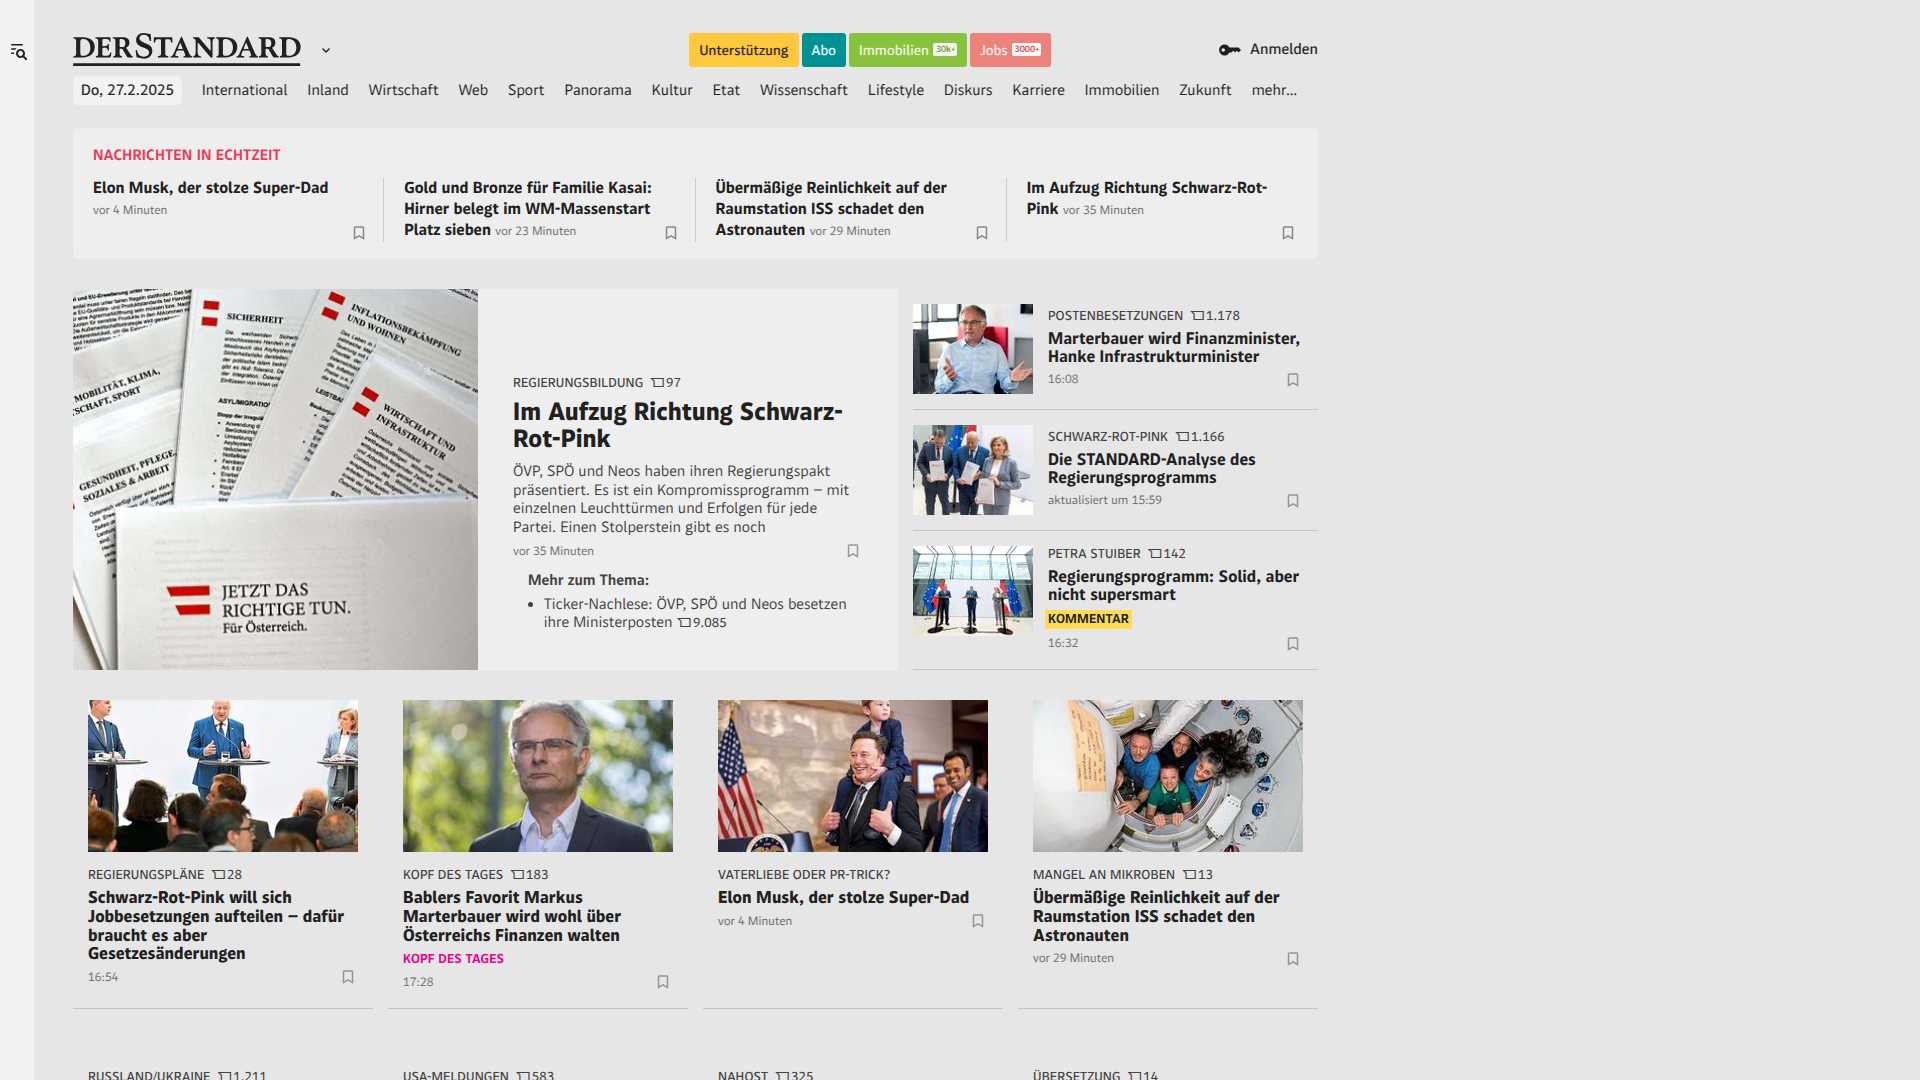 DERSTANDARD
Unterstützung
Abo
Immobilien 30k+
Jobs 3000+
Anmelden
Do, 27.2.2025
International
Inland
Wirtschaft
Web
Sport
Panorama
Kultur
Etat
Wissenschaft
Lifestyle
Diskurs
Karriere
Immobilien
Zukunft
mehr...
NACHRICHTEN IN ECHTZEIT
Elon Musk, der stolze Super-Dad
vor 4 Minuten
Gold und Bronze für Familie Kasai:
Hirner belegt im WM-Massenstart
Platz sieben vor 23 Minuten
Übermäßige Reinlichkeit auf der
Raumstation ISS schadet den
Astronauten vor 29 Minuten
Im Aufzug Richtung Schwarz-Rot-
Pink vor 35 Minuten
SICHERHEIT
INFLATIONSBEKÄMPFUNG
UND WOHNEN
MOBILITÄT, KLIMA,
SPORT
ASYL/MIGRATION
WIRTSCHAFT UND
INFRASTRUKTUR
GESUNDHEIT, PFLEGE,
SOZIALES & ARBEIT
JETZT DAS
RICHTIGE TUN.
Für Österreich.
REGIERUNGSBILDUNG 97
Im Aufzug Richtung Schwarz-
Rot-Pink
ÖVP, SPÖ und Neos haben ihren Regierungspakt
präsentiert. Es ist ein Kompromissprogramm – mit
einzelnen Leuchttürmen und Erfolgen für jede
Partei. Einen Stolperstein gibt es noch
vor 35 Minuten
Mehr zum Thema:
• Ticker-Nachlese: ÖVP, SPÖ und Neos besetzen
ihre Ministerposten 9.085
POSTENBESETZUNGEN 1.178
Marterbauer wird Finanzminister,
Hanke Infrastrukturminister
16:08
SCHWARZ-ROT-PINK 1.166
Die STANDARD-Analyse des
Regierungsprogramms
aktualisiert um 15:59
PETRA STUIBER 142
Regierungsprogramm: Solid, aber
nicht supersmart
KOMMENTAR
16:32
REGIERUNGSPLÄNE 28
Schwarz-Rot-Pink will sich
Jobbesetzungen aufteilen – dafür
braucht es aber
Gesetzesänderungen
16:54
KOPF DES TAGES 183
Bablers Favorit Markus
Marterbauer wird wohl über
Österreichs Finanzen walten
KOPF DES TAGES
17:28
VATERLIEBE ODER PR-TRICK?
Elon Musk, der stolze Super-Dad
vor 4 Minuten
MANGEL AN MIKROBEN 13
Übermäßige Reinlichkeit auf der
Raumstation ISS schadet den
Astronauten
vor 29 Minuten
RUSSLAND/UKRAINE 1.211
USA-MELDUNGEN 583
NAHOST 325
ÜBERSETZUNG 14